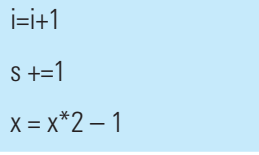 i=i+1
s +=1
x = x*2 – 1